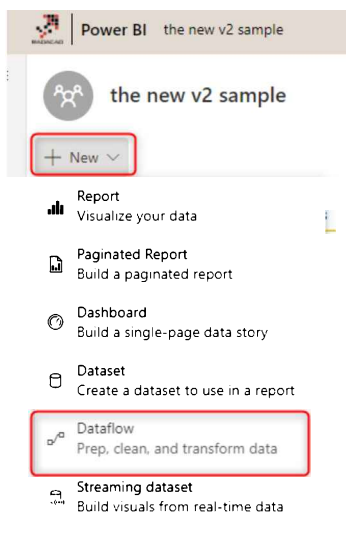 Power BI the new v2 sample
RADACAD
the new v2 sample
+ New
Report
Visualize your data
Paginated Report
Build a paginated report
Dashboard
Build a single-page data story
Dataset
Create a dataset to use in a report
Dataflow
Prep, clean, and transform data
Streaming dataset
Build visuals from real-time data